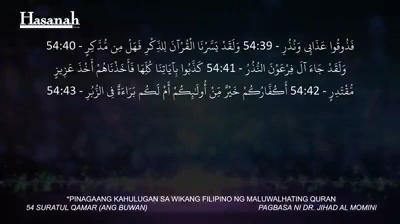 Hasanah
فَذُوقُوا عَذَابِي وَنُذُرِ - 54:39 وَلَقَدْ يَسَّرْنَا الْقُرْآنَ لِلذِّكْرِ فَهَلْ مِن مُّدَّكِرٍ - 54:40
وَلَقَدْ جَاءَ آلَ فِرْعَوْنَ النُّذُرُ - 54:41 كَذَّبُوا بِآيَاتِنَا كُلِّهَا فَأَخَذْنَاهُمْ أَخْذَ عَزِيزٍ
مُّقْتَدِرٍ - 54:42 أَكُفَّارُكُمْ خَيْرٌ مِّنْ أُولَـٰئِكُمْ أَمْ لَكُم بَرَاءَةٌ فِي الزُّبُرِ - 54:43
*PINAGAANG KAHULUGAN SA WIKANG FILIPINO NG MALUWALHATING QURAN
54 SURATUL QAMAR (ANG BUWAN) PAGBASA NI DR. JIHAD AL MOMINI